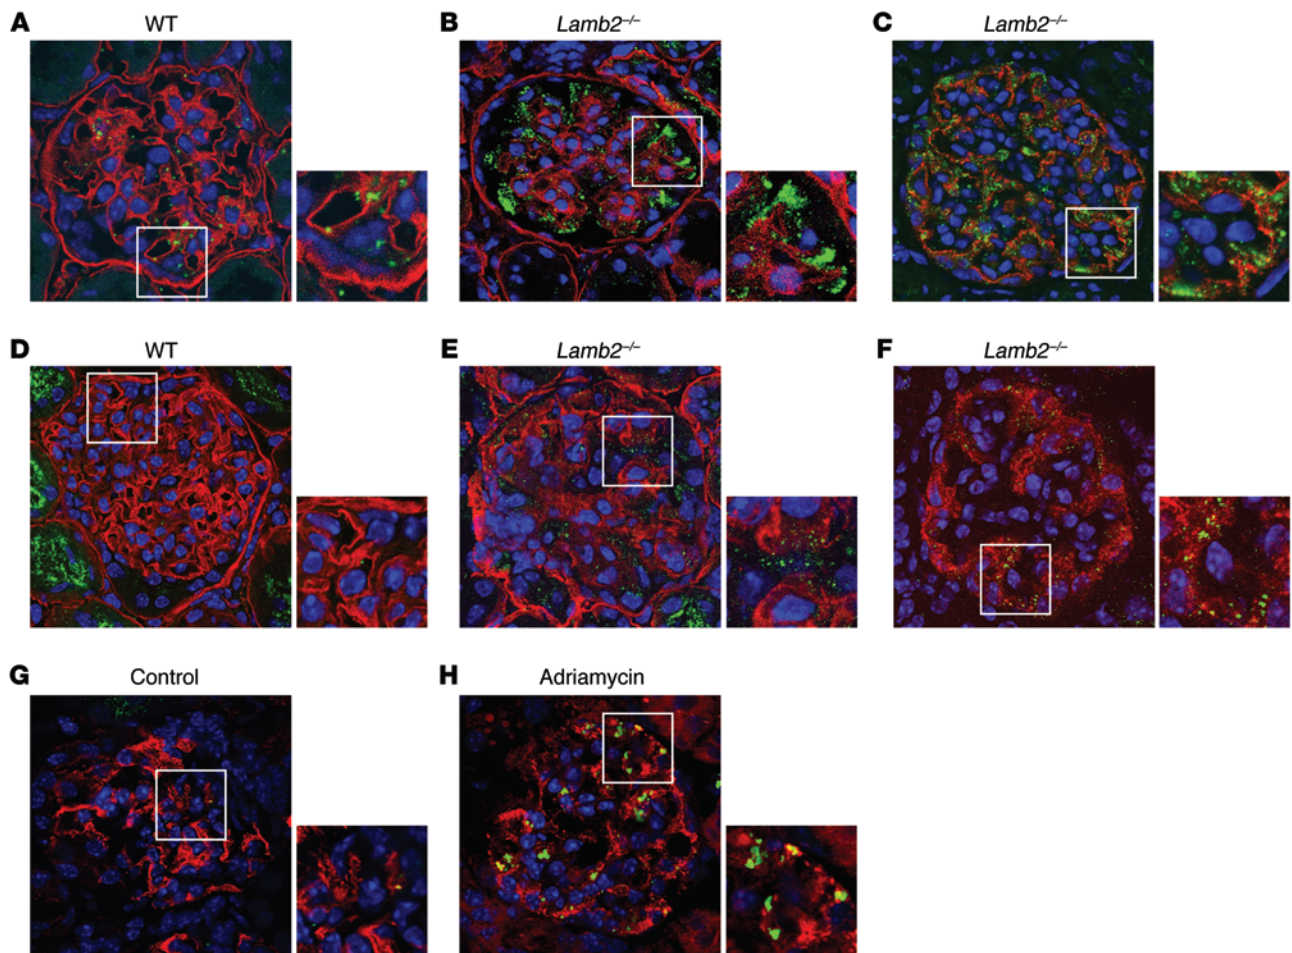 A WT
B Lamb2–/–
C Lamb2–/–
D WT
E Lamb2–/–
F Lamb2–/–
G Control
H Adriamycin